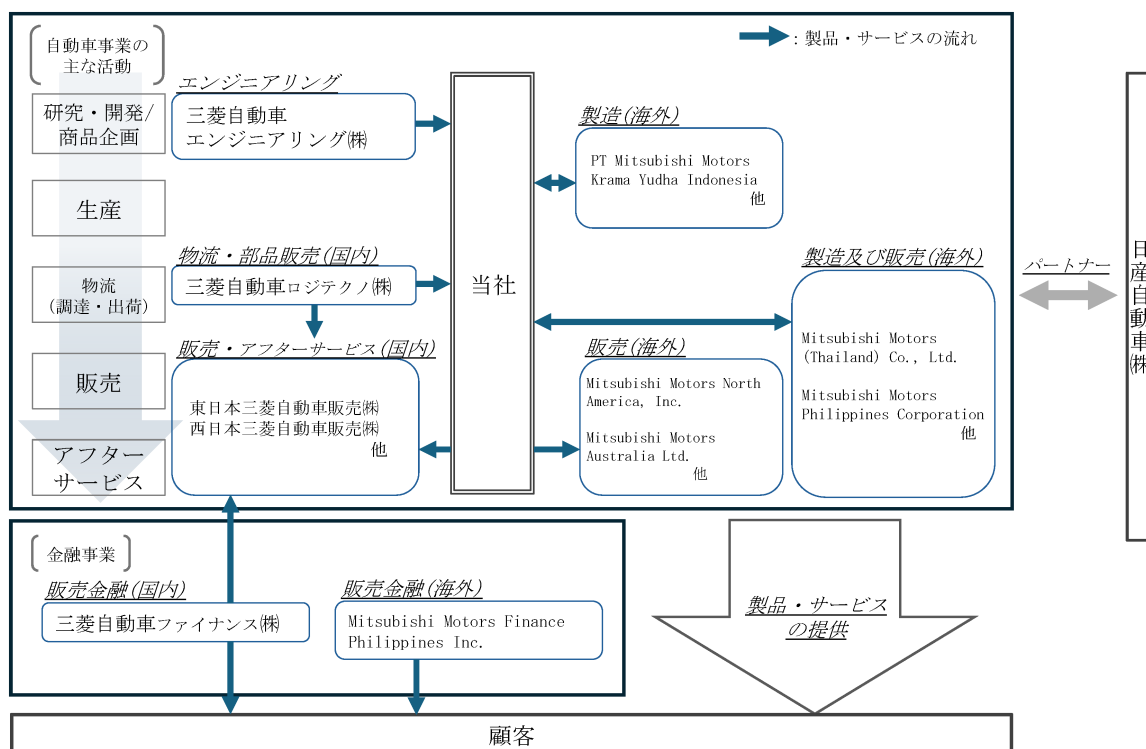 自動車事業の
主な活動
:製品・サービスの流れ
研究・開発/
商品企画
生産
物流
(調達・出荷)
販売
アフター
サービス
エンジニアリング
三菱自動車
エンジニアリング㈱
物流・部品販売(国内)
三菱自動車ロジテクノ㈱
販売・アフターサービス(国内)
東日本三菱自動車販売㈱
西日本三菱自動車販売㈱
他
当社
製造(海外)
PT Mitsubishi Motors
Krama Yudha Indonesia
他
販売(海外)
Mitsubishi Motors North
America, Inc.
Mitsubishi Motors
Australia Ltd.
他
製造及び販売(海外)
Mitsubishi Motors
(Thailand) Co., Ltd.
Mitsubishi Motors
Philippines Corporation
他
パートナー
日産自動車㈱
金融事業
販売金融(国内)
三菱自動車ファイナンス㈱
販売金融(海外)
Mitsubishi Motors Finance
Philippines Inc.
製品・サービス
の提供
顧客